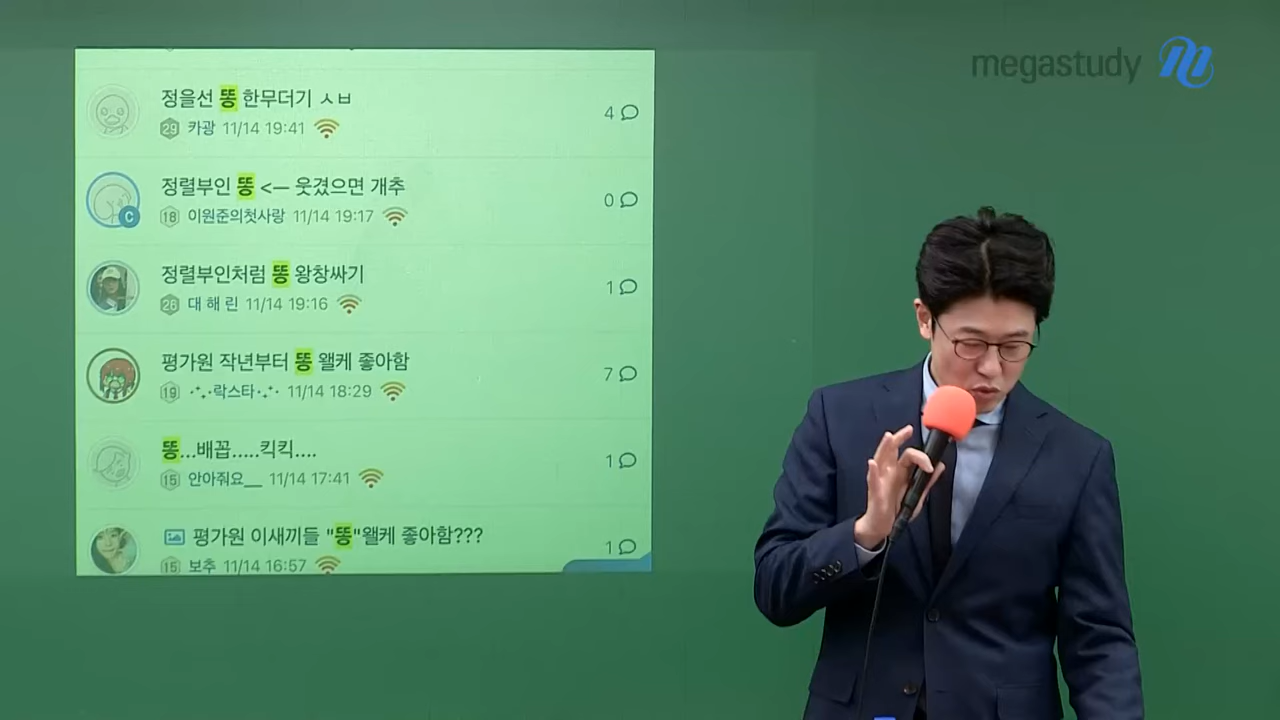 megastudy
정을선 똥 한무더기 ㅅㅂ
29 카광 11/14 19:41
4
정렬부인 똥 <— 웃겼으면 개추
C
18 이원준의첫사랑 11/14 19:17
0
정렬부인처럼 똥 왕창싸기
26 대 해 린 11/14 19:16
1
평가원 작년부터 똥 왤케 좋아함
19 ‧⁺˖‧락스타‧˖⁺‧ 11/14 18:29
7
똥...배꼽.....킥킥....
15 안아줘요__ 11/14 17:41
1
평가원 이새끼들 "똥"왤케 좋아함???
15 보추 11/14 16:57
1